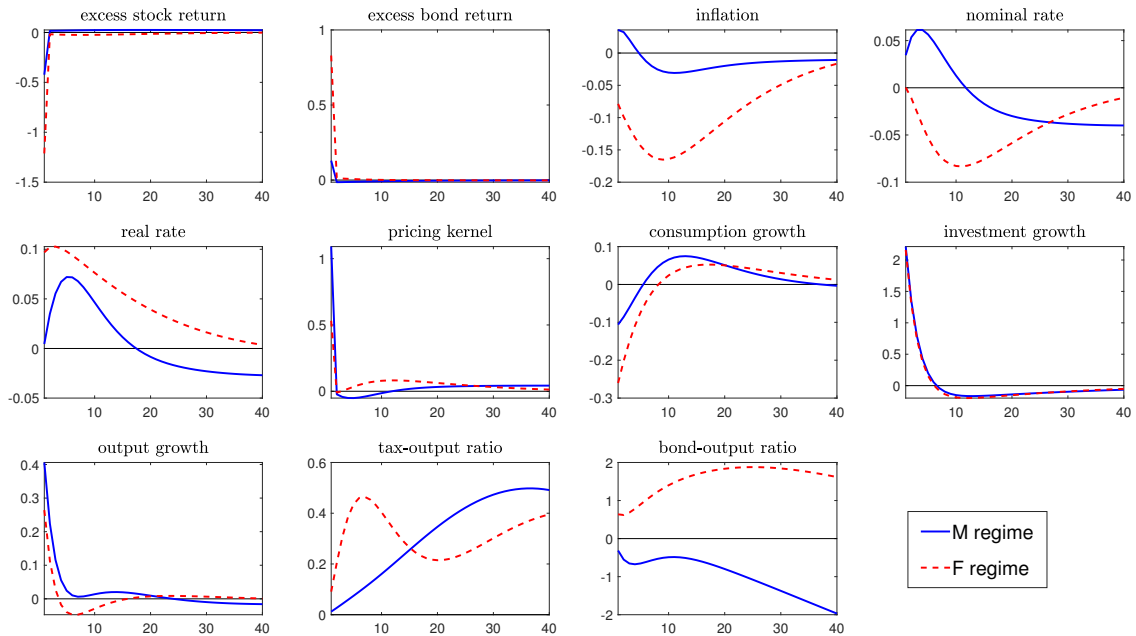 excess stock return
0
-0.5
-1
-1.5
10 20 30 40
excess bond return
1
0.5
0
10 20 30 40
inflation
0
-0.05
-0.1
-0.15
-0.2
10 20 30 40
nominal rate
0.05
0
-0.05
-0.1
10 20 30 40
real rate
0.1
0.05
0
-0.05
10 20 30 40
pricing kernel
1
0.5
0
10 20 30 40
consumption growth
0.1
0
-0.1
-0.2
-0.3
10 20 30 40
investment growth
2
1.5
1
0.5
0
10 20 30 40
output growth
0.4
0.3
0.2
0.1
0
10 20 30 40
tax-output ratio
0.6
0.4
0.2
0
10 20 30 40
bond-output ratio
2
1
0
-1
-2
10 20 30 40
M regime
F regime